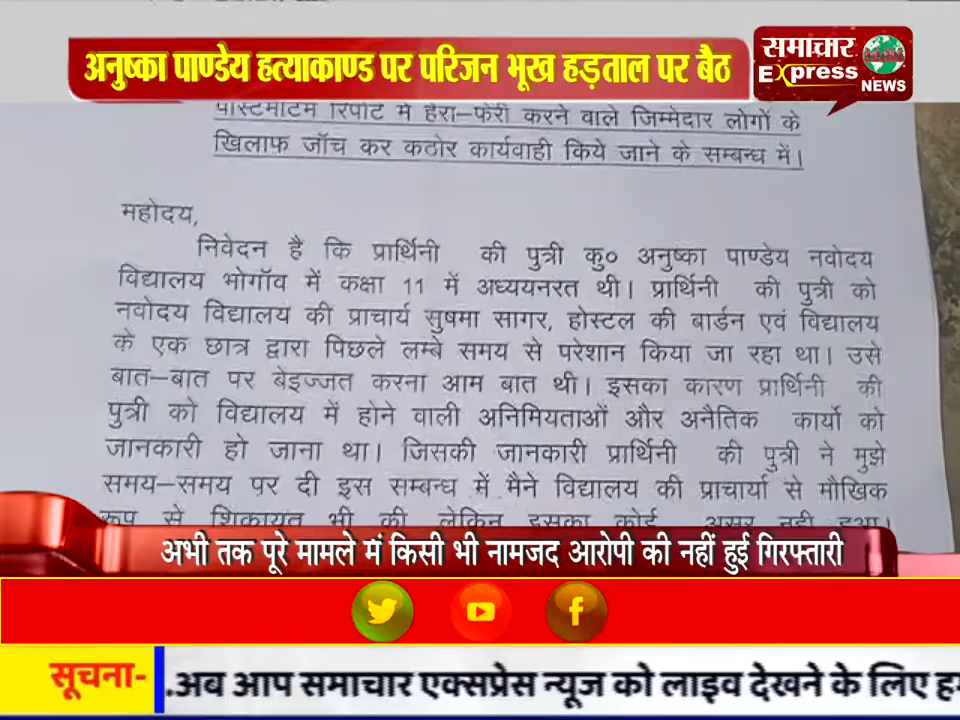 अनुष्का पाण्डेय हत्याकाण्ड पर परिजन भूख हड़ताल पर बैठ
समाचार
Express
NEWS
पोस्टमार्टम रिपोर्ट में हेरा-फेरी करने वाले जिम्मेदार लोगों के
खिलाफ जॉच कर कठोर कार्यवाही किये जाने के सम्बन्ध में।
महोदय,
निवेदन है कि प्रार्थिनी की पुत्री कु० अनुष्का पाण्डेय नवोदय
विद्यालय भोगॉव में कक्षा 11 में अध्ययनरत थी। प्रार्थिनी की पुत्री को
नवोदय विद्यालय की प्राचार्य सुषमा सागर, होस्टल की बार्डन एवं विद्यालय
के एक छात्र द्वारा पिछले लम्बे समय से परेशान किया जा रहा था। उसे
बात-बात पर बेइज्जत करना आम बात थी। इसका कारण प्रार्थिनी की
पुत्री को विद्यालय में होने वाली अनिमियताओं और अनैतिक कार्यो को
जानकारी हो जाना था। जिसकी जानकारी प्रार्थिनी की पुत्री ने मुझे
समय-समय पर दी इस सम्बन्ध में मैने विद्यालय की प्राचार्या से मौखिक
रूप से शिकायत भी की लेकिन इसका कोई असर नही हुआ।
अभी तक पूरे मामले में किसी भी नामजद आरोपी की नहीं हुई गिरफ्तारी
सूचना- .अब आप समाचार एक्सप्रेस न्यूज को लाइव देखने के लिए